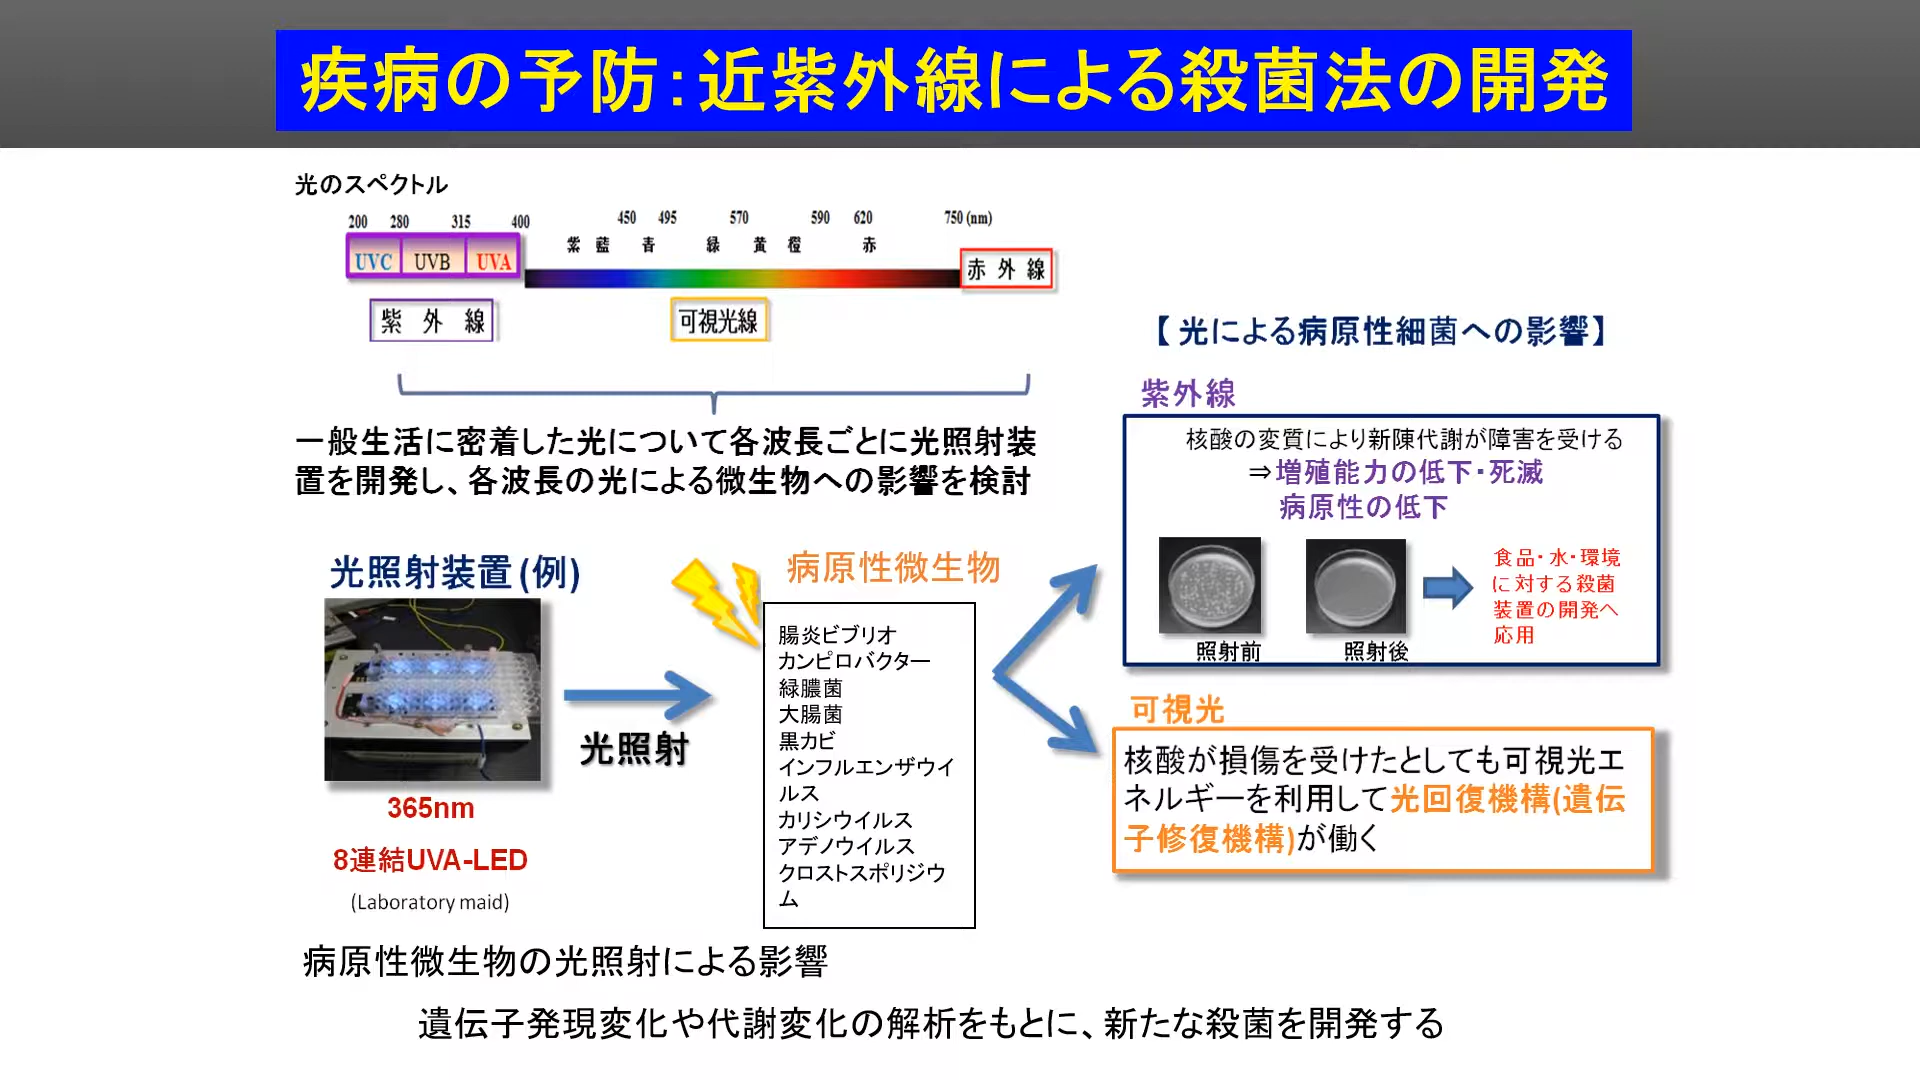 疾病の予防：近紫外線による殺菌法の開発
光のスペクトル
200 280 315 400 450 495 570 590 620 750 (nm)
紫 藍 青 緑 黄 橙 赤
UVC UVB UVA
赤外線
紫外線
可視光線
一般生活に密着した光について各波長ごとに光照射装
置を開発し、各波長の光による微生物への影響を検討
光照射装置(例)
365nm
8連結UVA-LED
(Laboratory maid)
光照射
病原性微生物
腸炎ビブリオ
カンピロバクター
緑膿菌
大腸菌
黒カビ
インフルエンザウイ
ルス
カリシウイルス
アデノウイルス
クロストスポリジウ
ム
【光による病原性細菌への影響】
紫外線
核酸の変質により新陳代謝が障害を受ける
⇒増殖能力の低下・死滅
病原性の低下
照射前
照射後
食品・水・環境
に対する殺菌
装置の開発へ
応用
可視光
核酸が損傷を受けたとしても可視光エ
ネルギーを利用して光回復機構(遺伝
子修復機構)が働く
病原性微生物の光照射による影響
遺伝子発現変化や代謝変化の解析をもとに、新たな殺菌を開発する